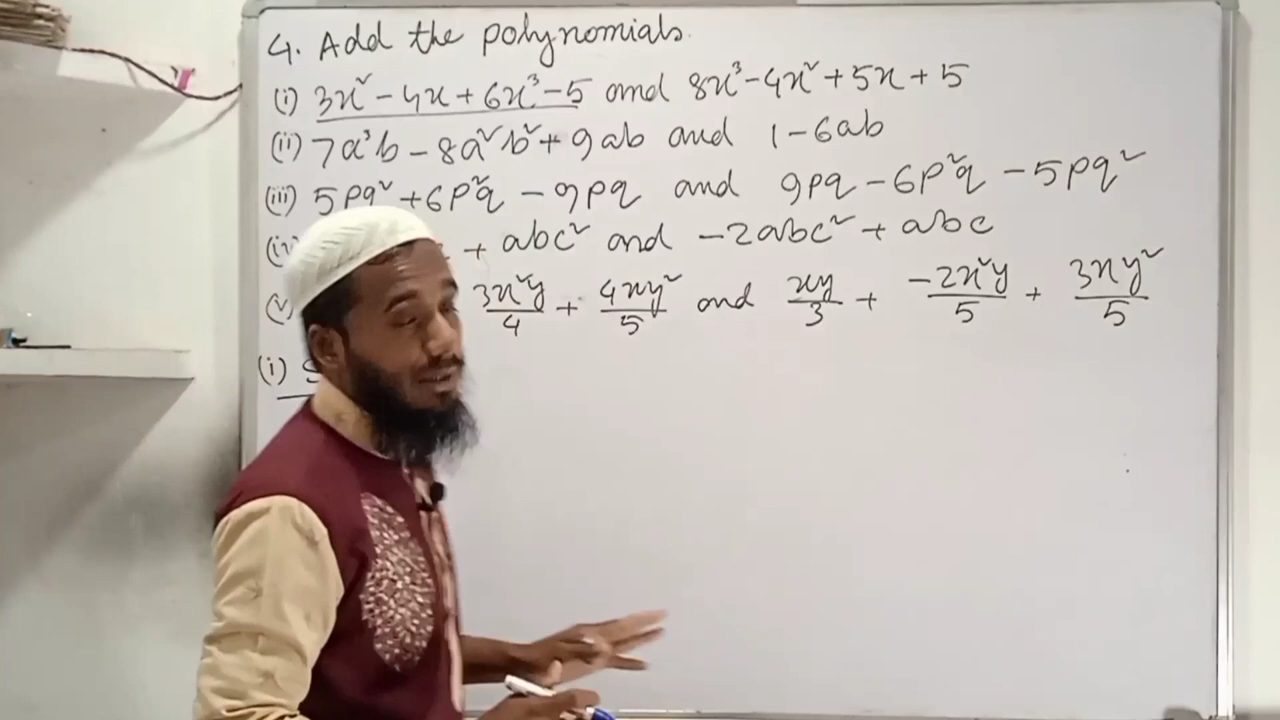 4. Add the polynomials.
(i) 3x² - 4x + 6x³ - 5 and 8x³ - 4x² + 5x + 5
(ii) 7a³b - 8a²b² + 9ab and 1 - 6ab
(iii) 5pq² + 6p²q - 9pq and 9pq - 6p²q - 5pq²
+ abc² and -2abc² + abc
(v) 3x²y/4 + 4xy²/5 and xy/3 + -2x²y/5 + 3xy²/5
(i)